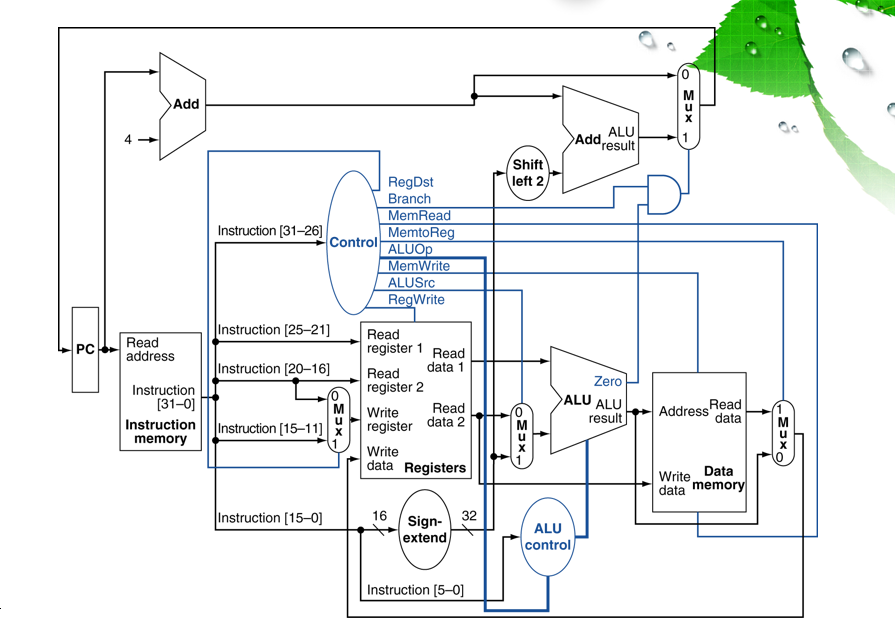 0
M
u
x
1
Add
4
Add ALU
result
Shift
left 2
RegDst
Branch
MemRead
MemtoReg
ALUOp
MemWrite
ALUSrc
RegWrite
Control
Instruction [31–26]
Instruction [25–21]
Instruction [20–16]
Instruction [15–11]
Instruction [15–0]
Instruction [5–0]
PC
Read
address
Instruction
[31–0]
Instruction
memory
0
M
u
x
1
Read
register 1
Read
register 2
Write
register
Write
data
Read
data 1
Read
data 2
Registers
0
M
u
x
1
Zero
ALU
ALU
result
Address
Read
data
Write
data
Data
memory
1
M
u
x
0
16
Sign-
extend
32
ALU
control